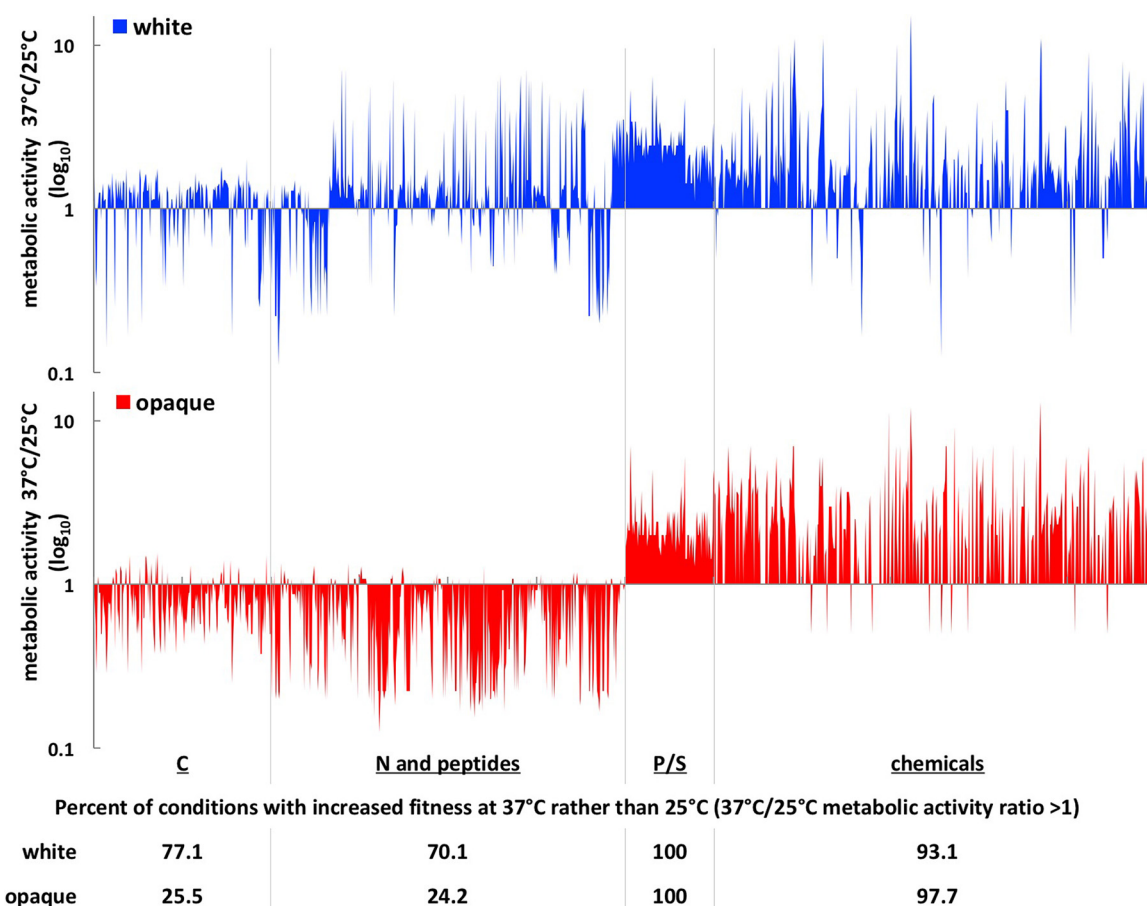 white
metabolic activity 37°C/25°C
(log10)
10
1
0.1
opaque
metabolic activity 37°C/25°C
(log10)
10
1
0.1
C N and peptides P/S chemicals
Percent of conditions with increased fitness at 37°C rather than 25°C (37°C/25°C metabolic activity ratio >1)
white 77.1 70.1 100 93.1
opaque 25.5 24.2 100 97.7